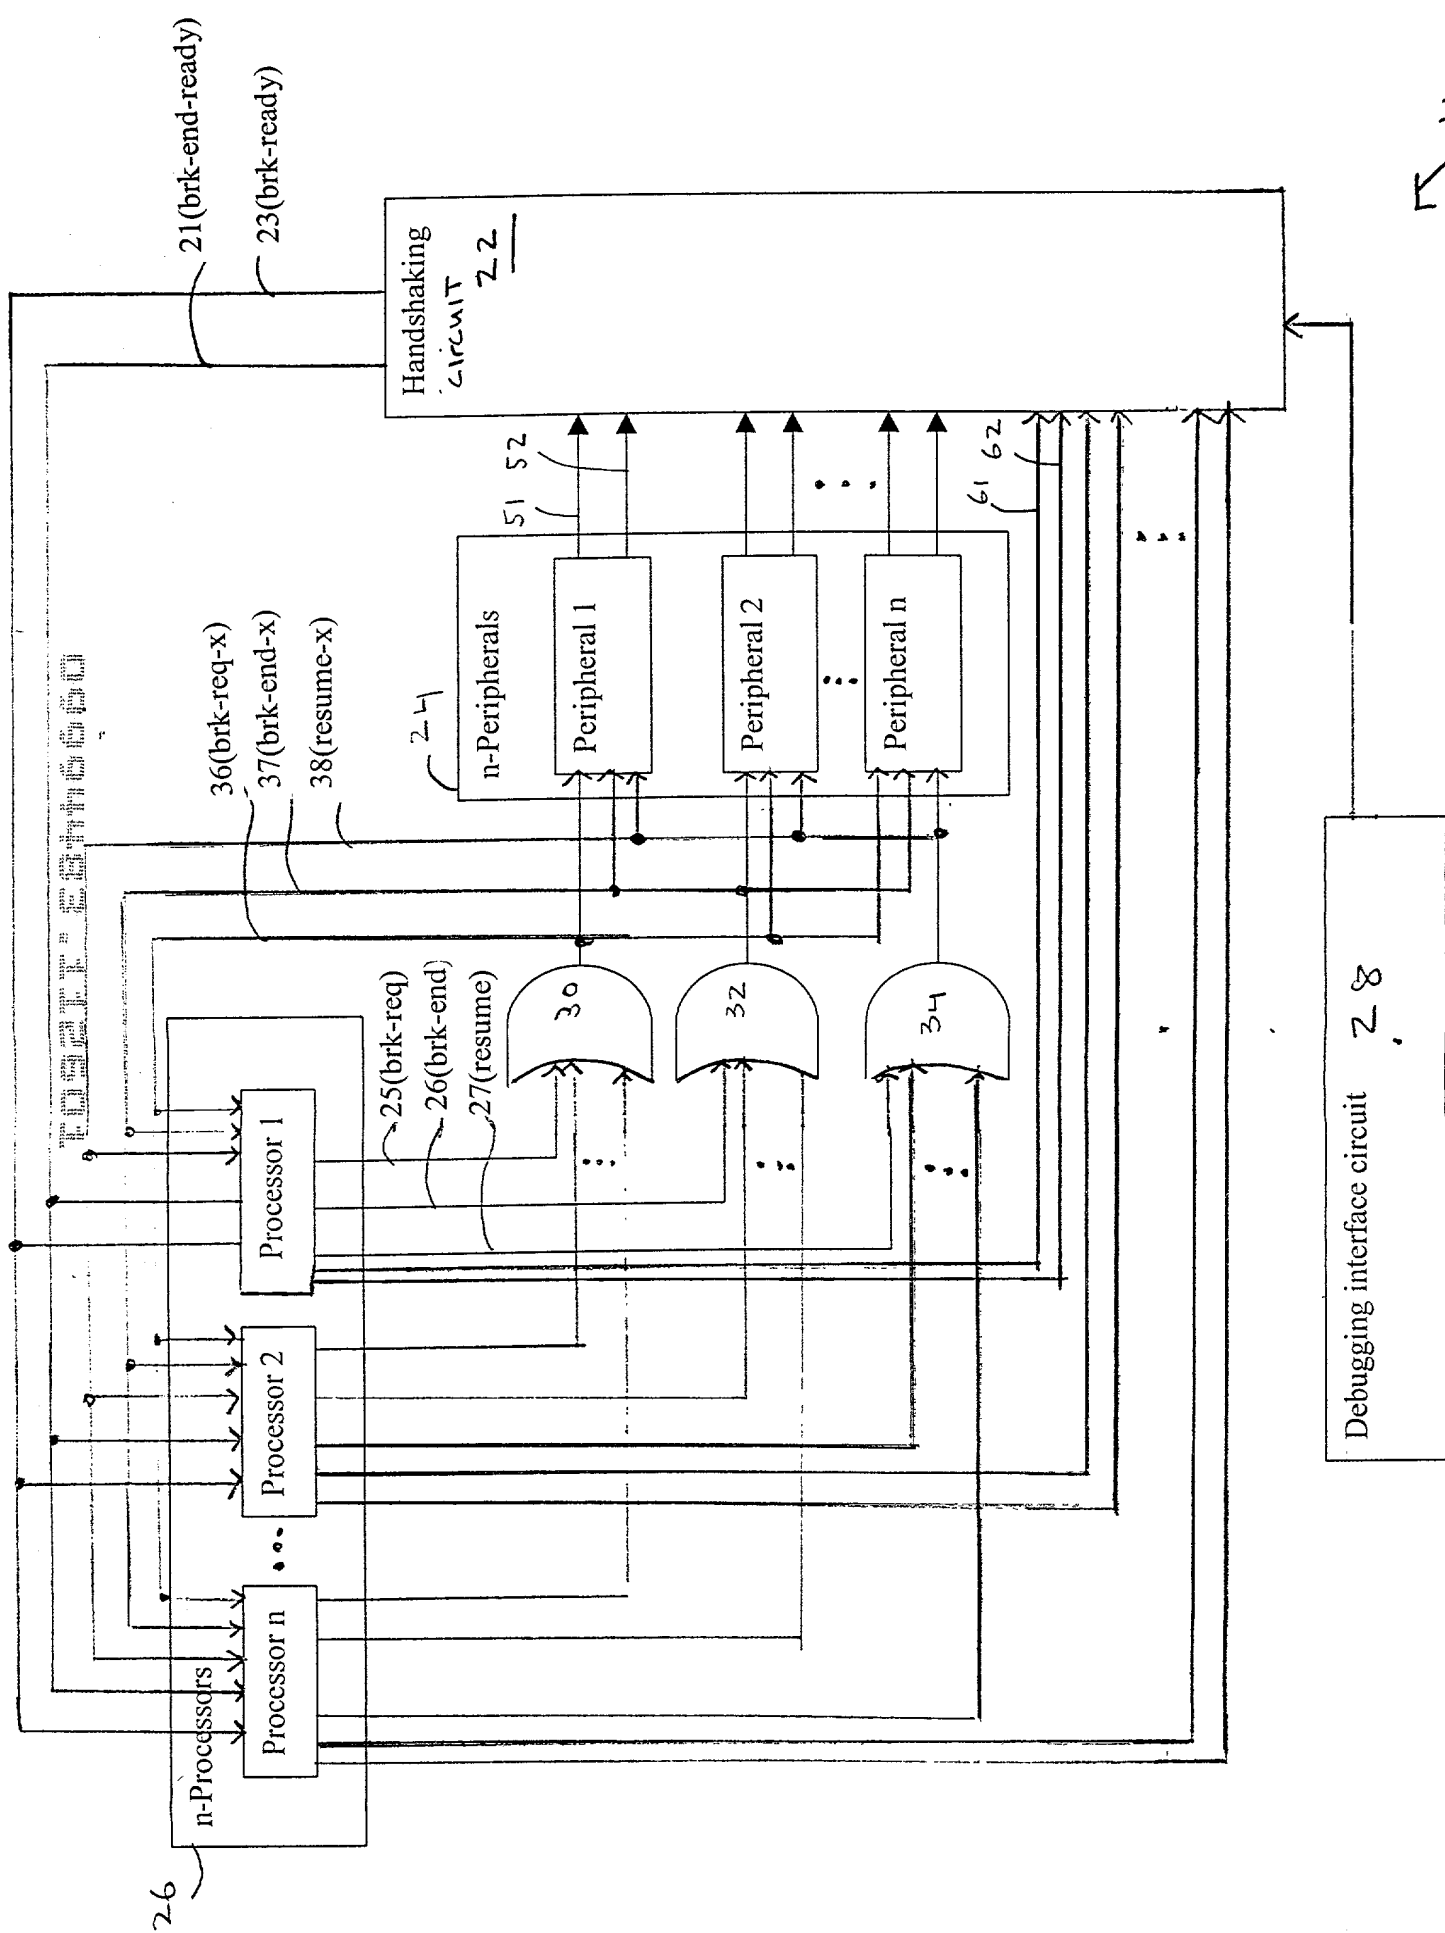 26
n-Processors
Processor n
Processor 2
Processor 1
21(brk-end-ready)
23(brk-ready)
36(brk-req-x)
37(brk-end-x)
38(resume-x)
25(brk-req)
26(brk-end)
27(resume)
30
32
34
24
n-Peripherals
Peripheral 1
Peripheral 2
Peripheral n
51
52
61
62
Handshaking
circuit
22
Debugging interface circuit
28